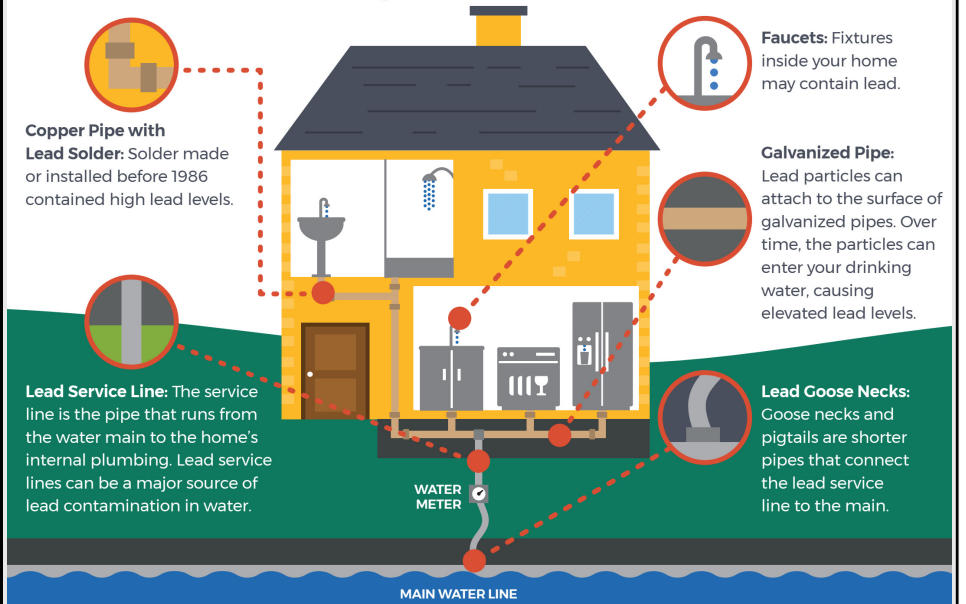 Copper Pipe with
Lead Solder: Solder made
or installed before 1986
contained high lead levels.
Faucets: Fixtures
inside your home
may contain lead.
Galvanized Pipe:
Lead particles can
attach to the surface of
galvanized pipes. Over
time, the particles can
enter your drinking
water, causing
elevated lead levels.
Lead Service Line: The service
line is the pipe that runs from
the water main to the home's
internal plumbing. Lead service
lines can be a major source of
lead contamination in water.
Lead Goose Necks:
Goose necks and
pigtails are shorter
pipes that connect
the lead service
line to the main.
WATER
METER
MAIN WATER LINE